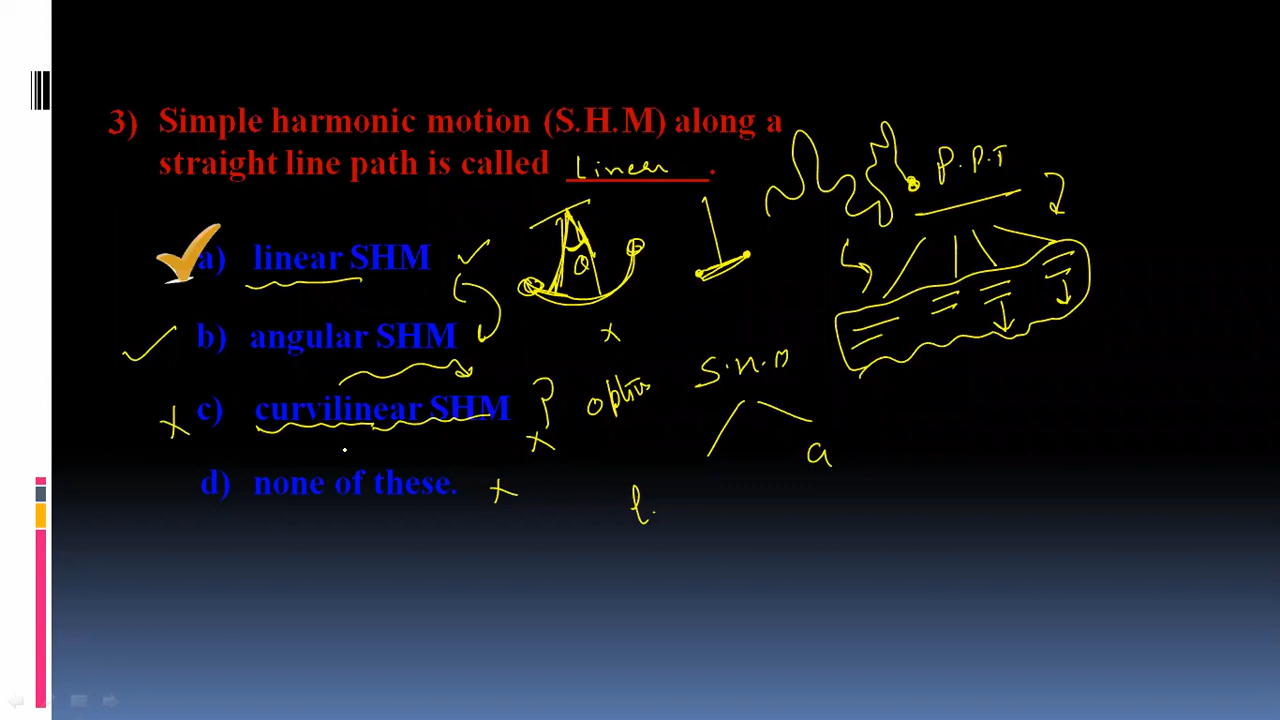 3) Simple harmonic motion (S.H.M) along a
straight line path is called Linear.
P.P.T
a) linear SHM
Q
b) angular SHM
S.H.M
c) curvilinear SHM ?
a
d) none of these.
l.